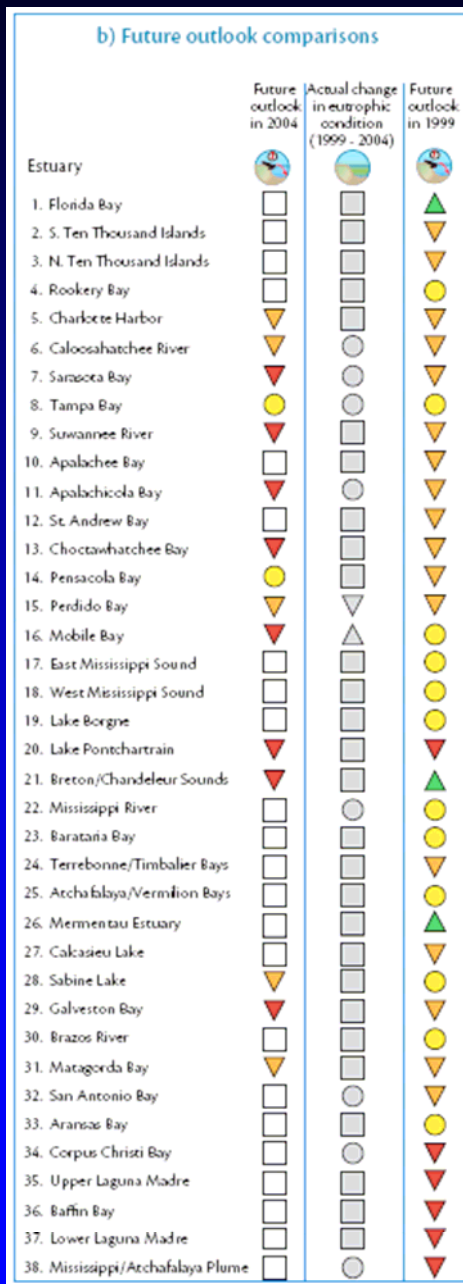 b) Future outlook comparisons
Future outlook in 2004
Actual change in eutrophic condition (1999 - 2004)
Future outlook in 1999
Estuary
1. Florida Bay
2. S. Ten Thousand Islands
3. N. Ten Thousand Islands
4. Rookery Bay
5. Charlotte Harbor
6. Caloosahatchee River
7. Sarasota Bay
8. Tampa Bay
9. Suwannee River
10. Apalachee Bay
11. Apalachicola Bay
12. St. Andrew Bay
13. Choctawhatchee Bay
14. Pensacola Bay
15. Perdido Bay
16. Mobile Bay
17. East Mississippi Sound
18. West Mississippi Sound
19. Lake Borgne
20. Lake Pontchartrain
21. Breton/Chandeleur Sounds
22. Mississippi River
23. Barataria Bay
24. Terrebonne/Timbalier Bays
25. Atchafalaya/Vermilion Bays
26. Mermentau Estuary
27. Calcasieu Lake
28. Sabine Lake
29. Galveston Bay
30. Brazos River
31. Matagorda Bay
32. San Antonio Bay
33. Aransas Bay
34. Corpus Christi Bay
35. Upper Laguna Madre
36. Baffin Bay
37. Lower Laguna Madre
38. Mississippi/Atchafalaya Plume